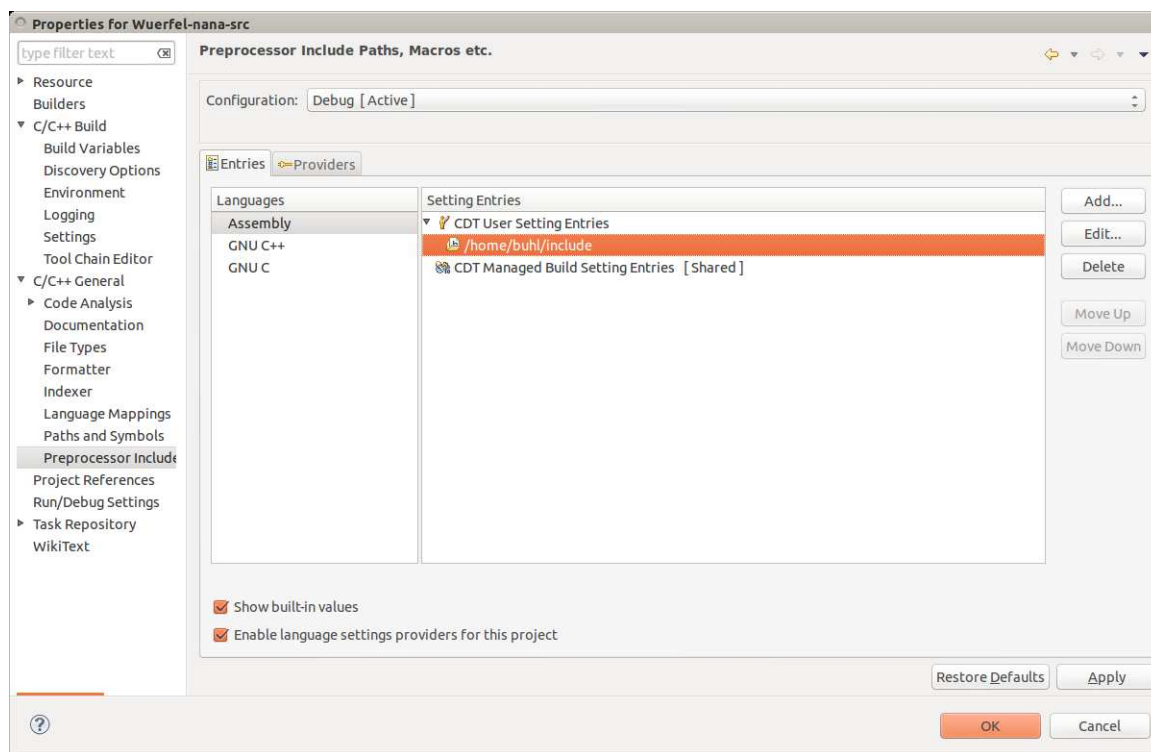 Properties for Wuerfel-nana-src
type filter text
Resource
Builders
C/C++ Build
Build Variables
Discovery Options
Environment
Logging
Settings
Tool Chain Editor
C/C++ General
Code Analysis
Documentation
File Types
Formatter
Indexer
Language Mappings
Paths and Symbols
Preprocessor Include
Project References
Run/Debug Settings
Task Repository
WikiText
Preprocessor Include Paths, Macros etc.
Configuration: Debug [ Active ]
Entries Providers
Languages
Assembly
GNU C++
GNU C
Setting Entries
CDT User Setting Entries
/home/buhl/include
CDT Managed Build Setting Entries [ Shared ]
Add...
Edit...
Delete
Move Up
Move Down
Show built-in values
Enable language settings providers for this project
Restore Defaults Apply
? OK Cancel